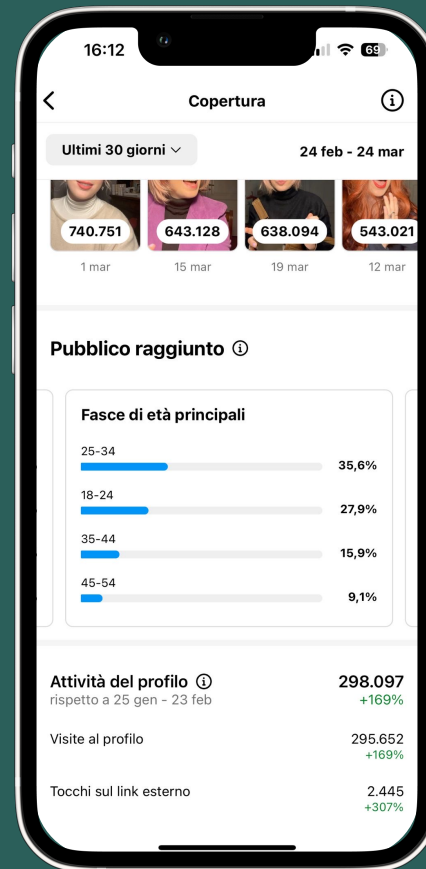 16:12
69
Copertura
Ultimi 30 giorni
24 feb - 24 mar
740.751
643.128
638.094
543.021
1 mar
15 mar
19 mar
12 mar
Pubblico raggiunto
Fasce di età principali
25-34
35,6%
18-24
27,9%
35-44
15,9%
45-54
9,1%
Attività del profilo
298.097
rispetto a 25 gen - 23 feb
+169%
Visite al profilo
295.652
+169%
Tocchi sul link esterno
2.445
+307%